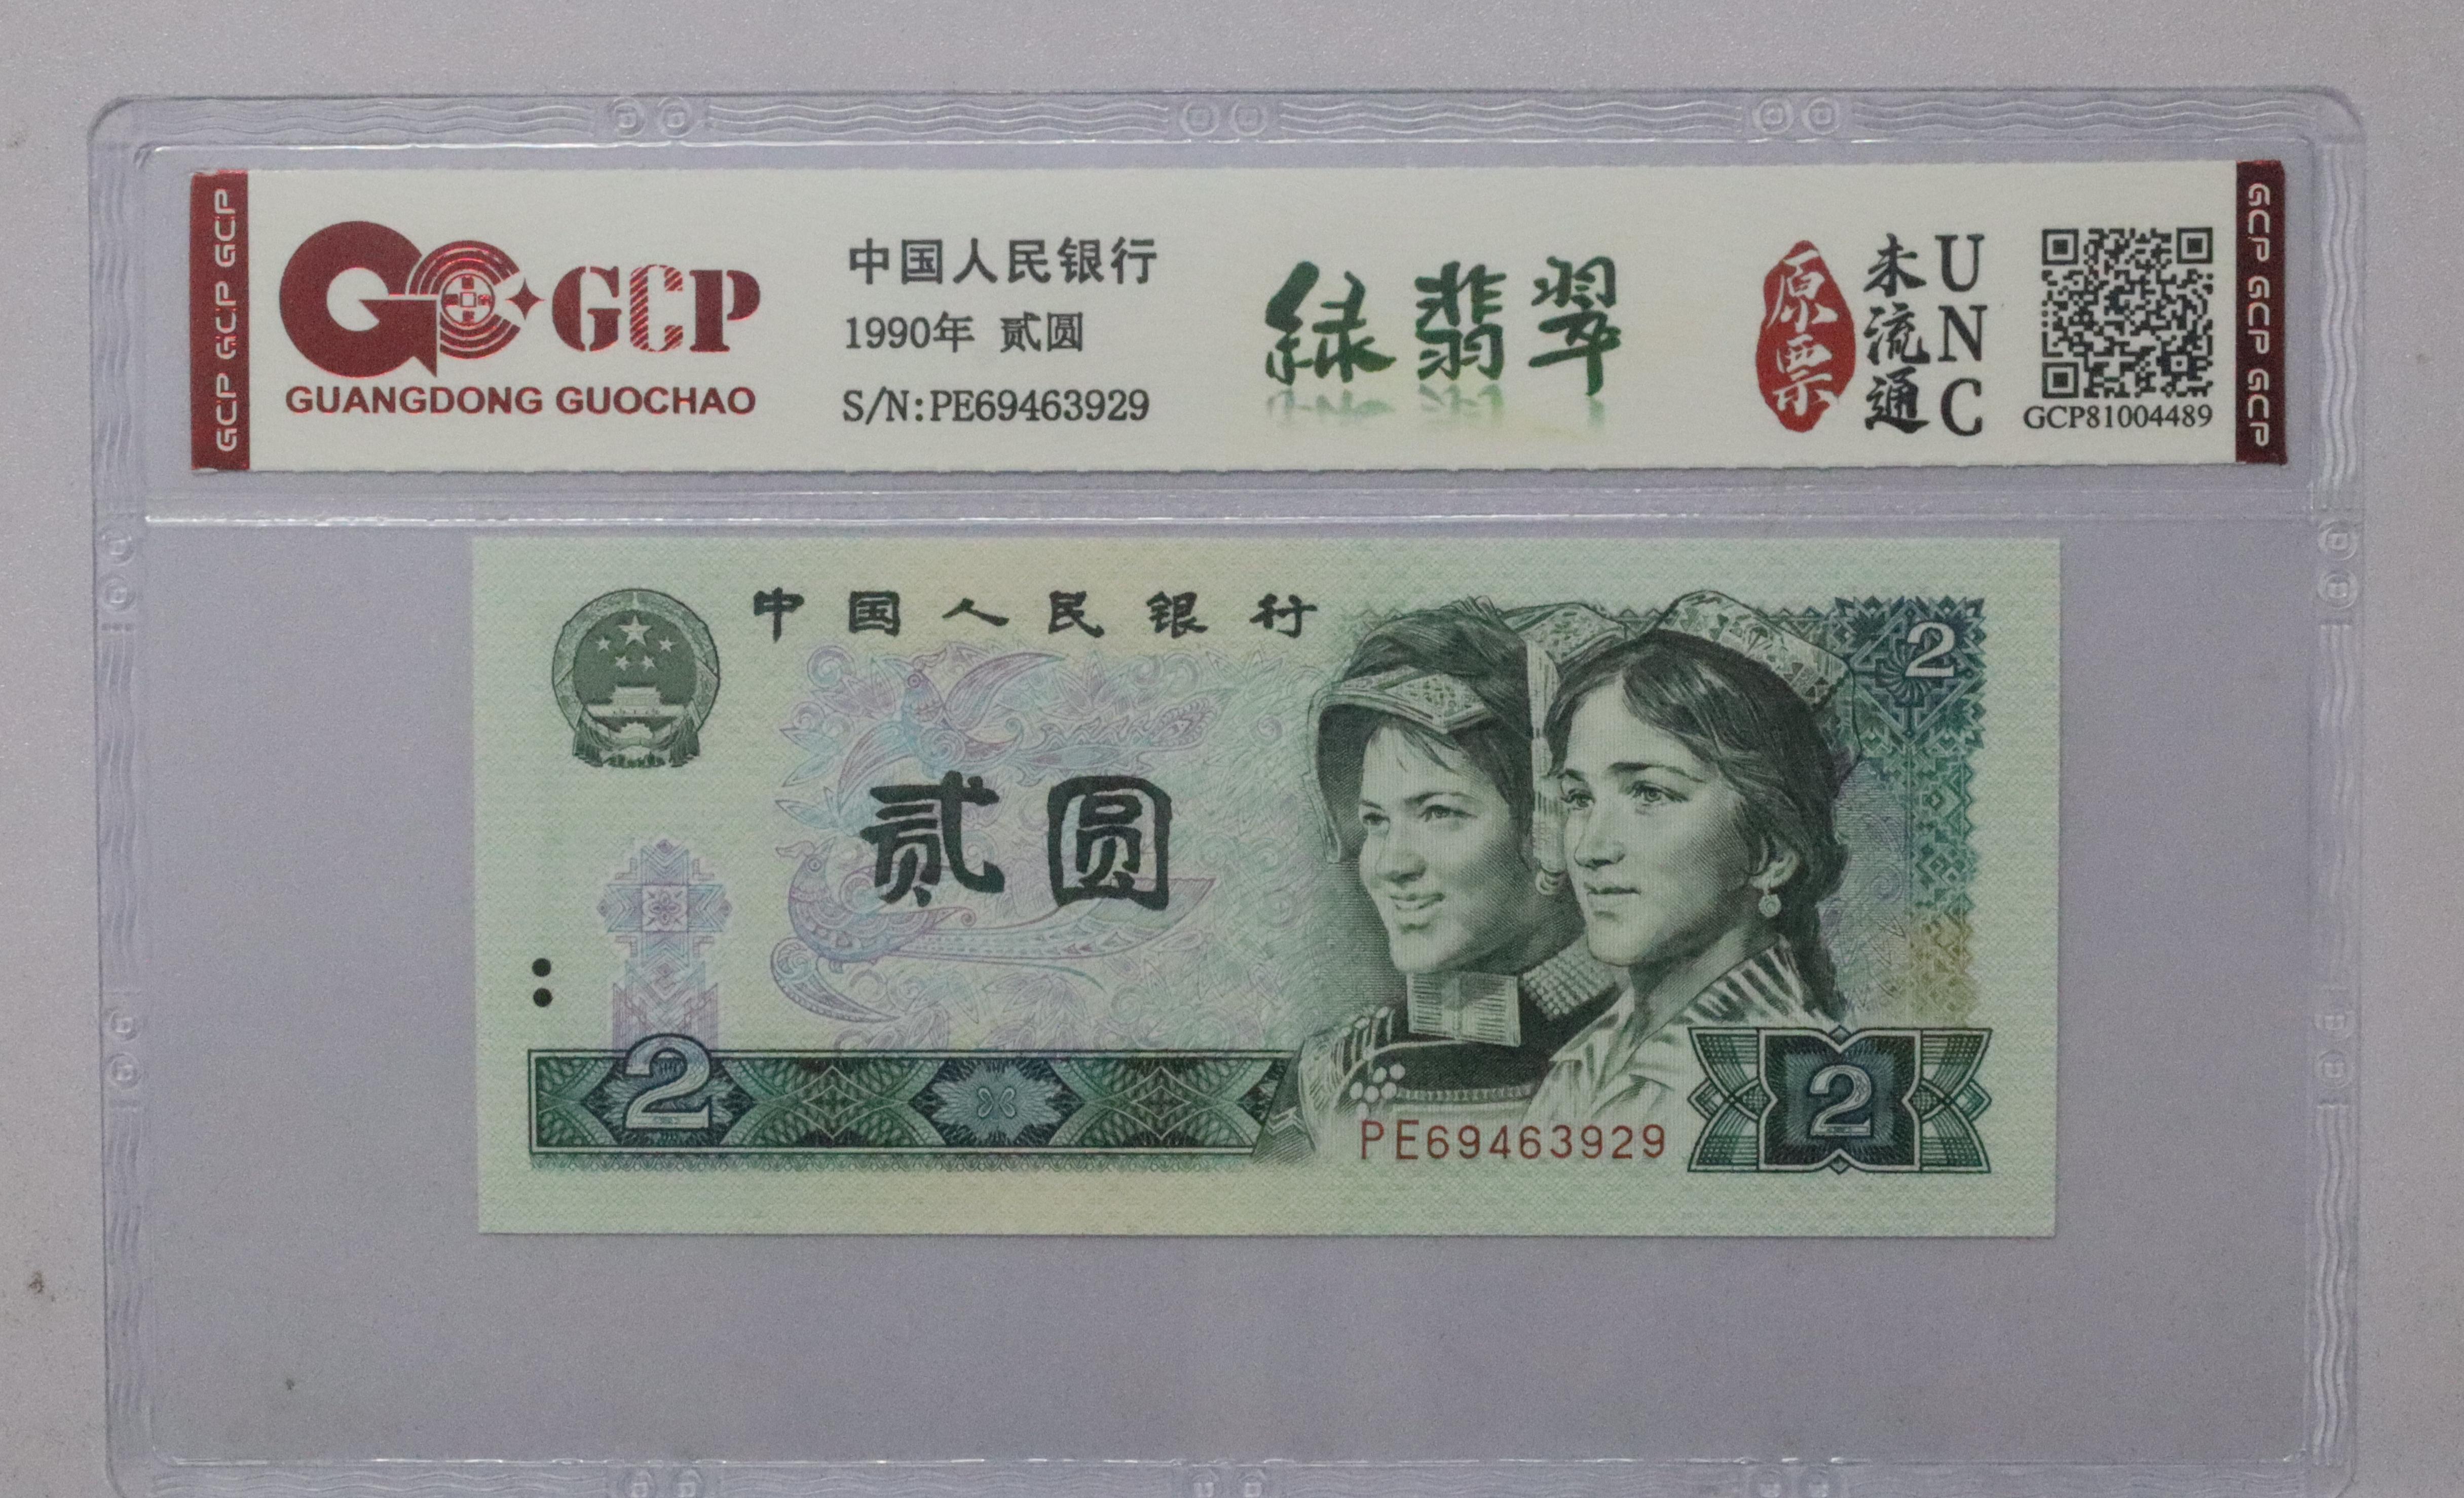 GCP GCP GCP
GCP
GUANGDONG GUOCHAO
中国人民银行
1990年 贰圆
S/N:PE69463929
绿翡翠
原票
未流通
UNC
GCP81004489
GCP GCP GCP
中国人民银行
2
贰圆
2
PE69463929
2